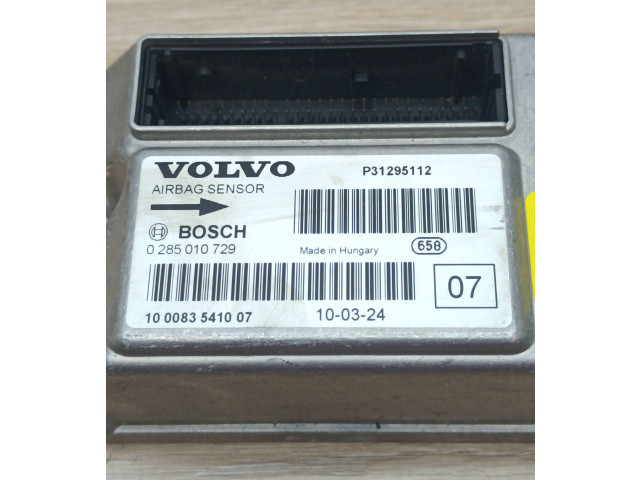 VOLVO P31295112
AIRBAG SENSOR
BOSCH
0 285 010 729 Made in Hungary 658
07
10 0083 5410 07 10-03-24